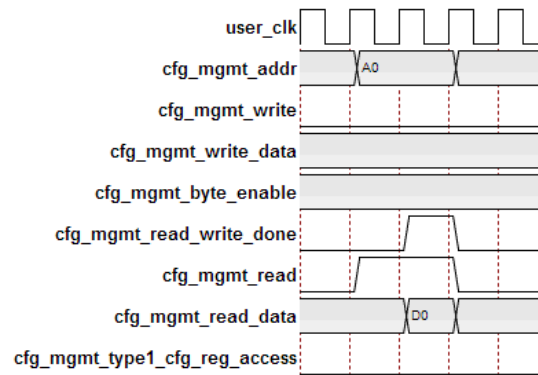 user_clk
cfg_mgmt_addr
A0
cfg_mgmt_write
cfg_mgmt_write_data
cfg_mgmt_byte_enable
cfg_mgmt_read_write_done
cfg_mgmt_read
cfg_mgmt_read_data
D0
cfg_mgmt_type1_cfg_reg_access